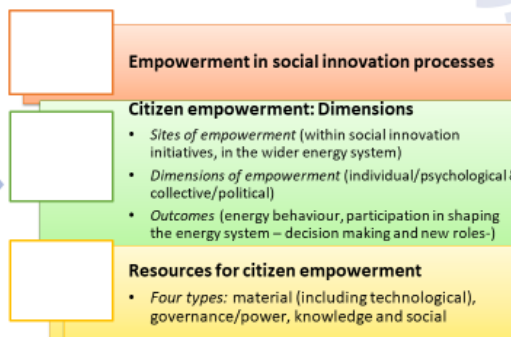 Empowerment in social innovation processes
Citizen empowerment: Dimensions
• Sites of empowerment (within social innovation
initiatives, in the wider energy system)
• Dimensions of empowerment (individual/psychological &
collective/political)
• Outcomes (energy behaviour, participation in shaping
the energy system – decision making and new roles-)
Resources for citizen empowerment
• Four types: material (including technological),
governance/power, knowledge and social